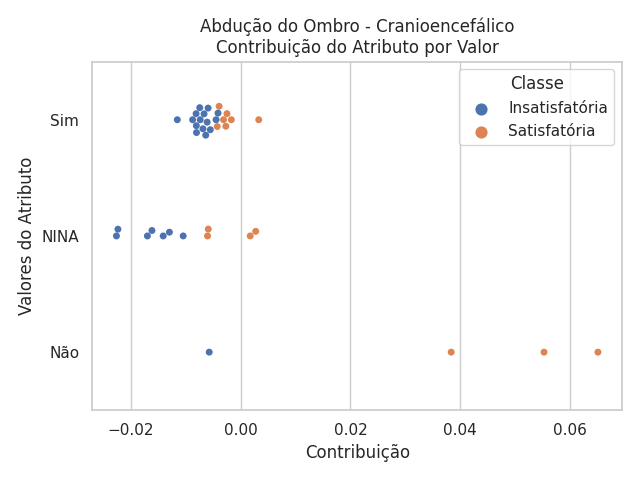 Abdução do Ombro - Cranioencefálico
Contribuição do Atributo por Valor
Classe
Insatisfatória
Satisfatória
Valores do Atributo
Sim
NINA
Não
−0.02
0.00
0.02
0.04
0.06
Contribuição